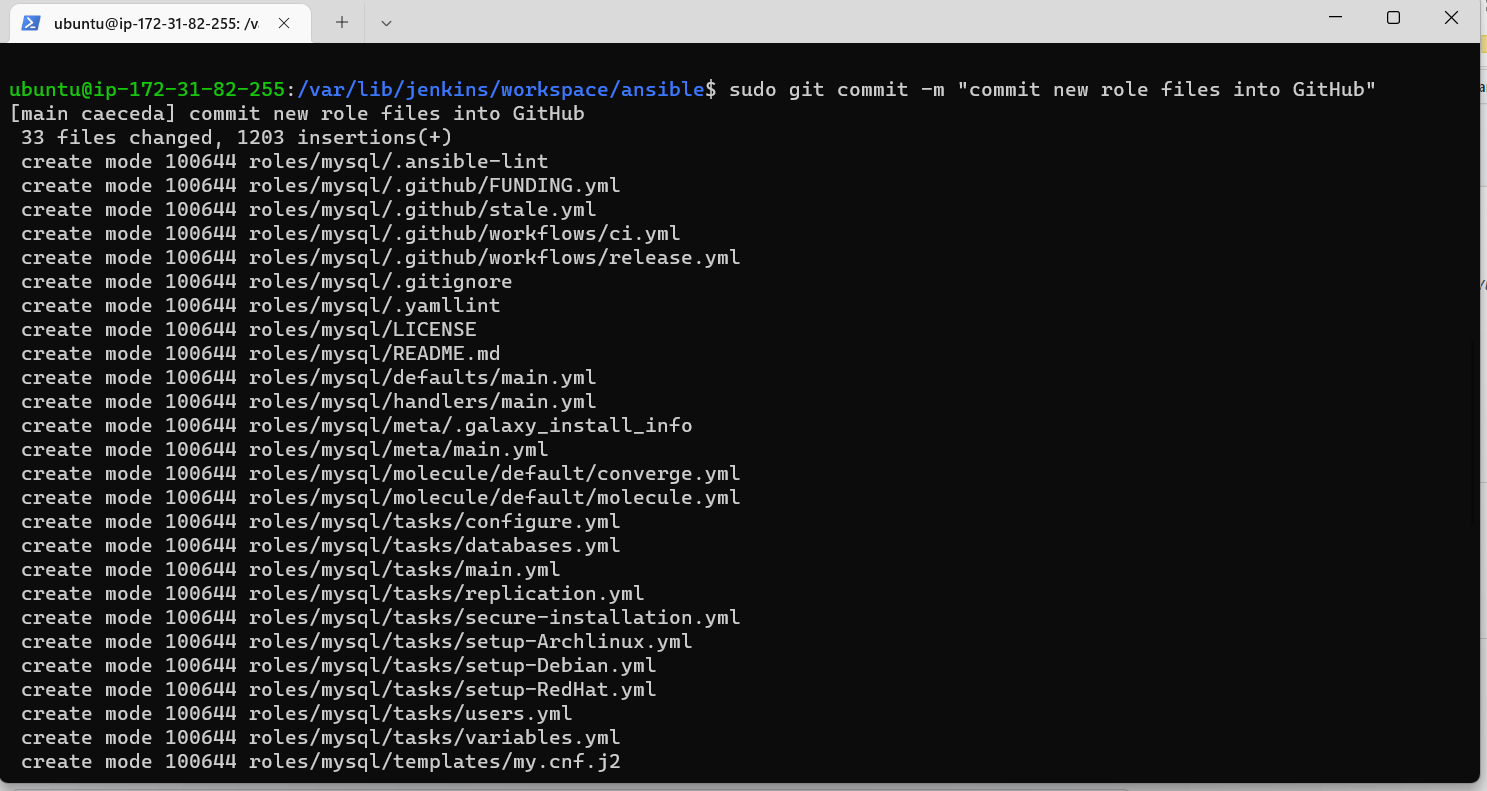 ubuntu@ip-172-31-82-255: /va
ubuntu@ip-172-31-82-255:/var/lib/jenkins/workspace/ansible$ sudo git commit -m "commit new role files into GitHub"
[main caeceda] commit new role files into GitHub
 33 files changed, 1203 insertions(+)
 create mode 100644 roles/mysql/.ansible-lint
 create mode 100644 roles/mysql/.github/FUNDING.yml
 create mode 100644 roles/mysql/.github/stale.yml
 create mode 100644 roles/mysql/.github/workflows/ci.yml
 create mode 100644 roles/mysql/.github/workflows/release.yml
 create mode 100644 roles/mysql/.gitignore
 create mode 100644 roles/mysql/.yamllint
 create mode 100644 roles/mysql/LICENSE
 create mode 100644 roles/mysql/README.md
 create mode 100644 roles/mysql/defaults/main.yml
 create mode 100644 roles/mysql/handlers/main.yml
 create mode 100644 roles/mysql/meta/.galaxy_install_info
 create mode 100644 roles/mysql/meta/main.yml
 create mode 100644 roles/mysql/molecule/default/converge.yml
 create mode 100644 roles/mysql/molecule/default/molecule.yml
 create mode 100644 roles/mysql/tasks/configure.yml
 create mode 100644 roles/mysql/tasks/databases.yml
 create mode 100644 roles/mysql/tasks/main.yml
 create mode 100644 roles/mysql/tasks/replication.yml
 create mode 100644 roles/mysql/tasks/secure-installation.yml
 create mode 100644 roles/mysql/tasks/setup-Archlinux.yml
 create mode 100644 roles/mysql/tasks/setup-Debian.yml
 create mode 100644 roles/mysql/tasks/setup-RedHat.yml
 create mode 100644 roles/mysql/tasks/users.yml
 create mode 100644 roles/mysql/tasks/variables.yml
 create mode 100644 roles/mysql/templates/my.cnf.j2